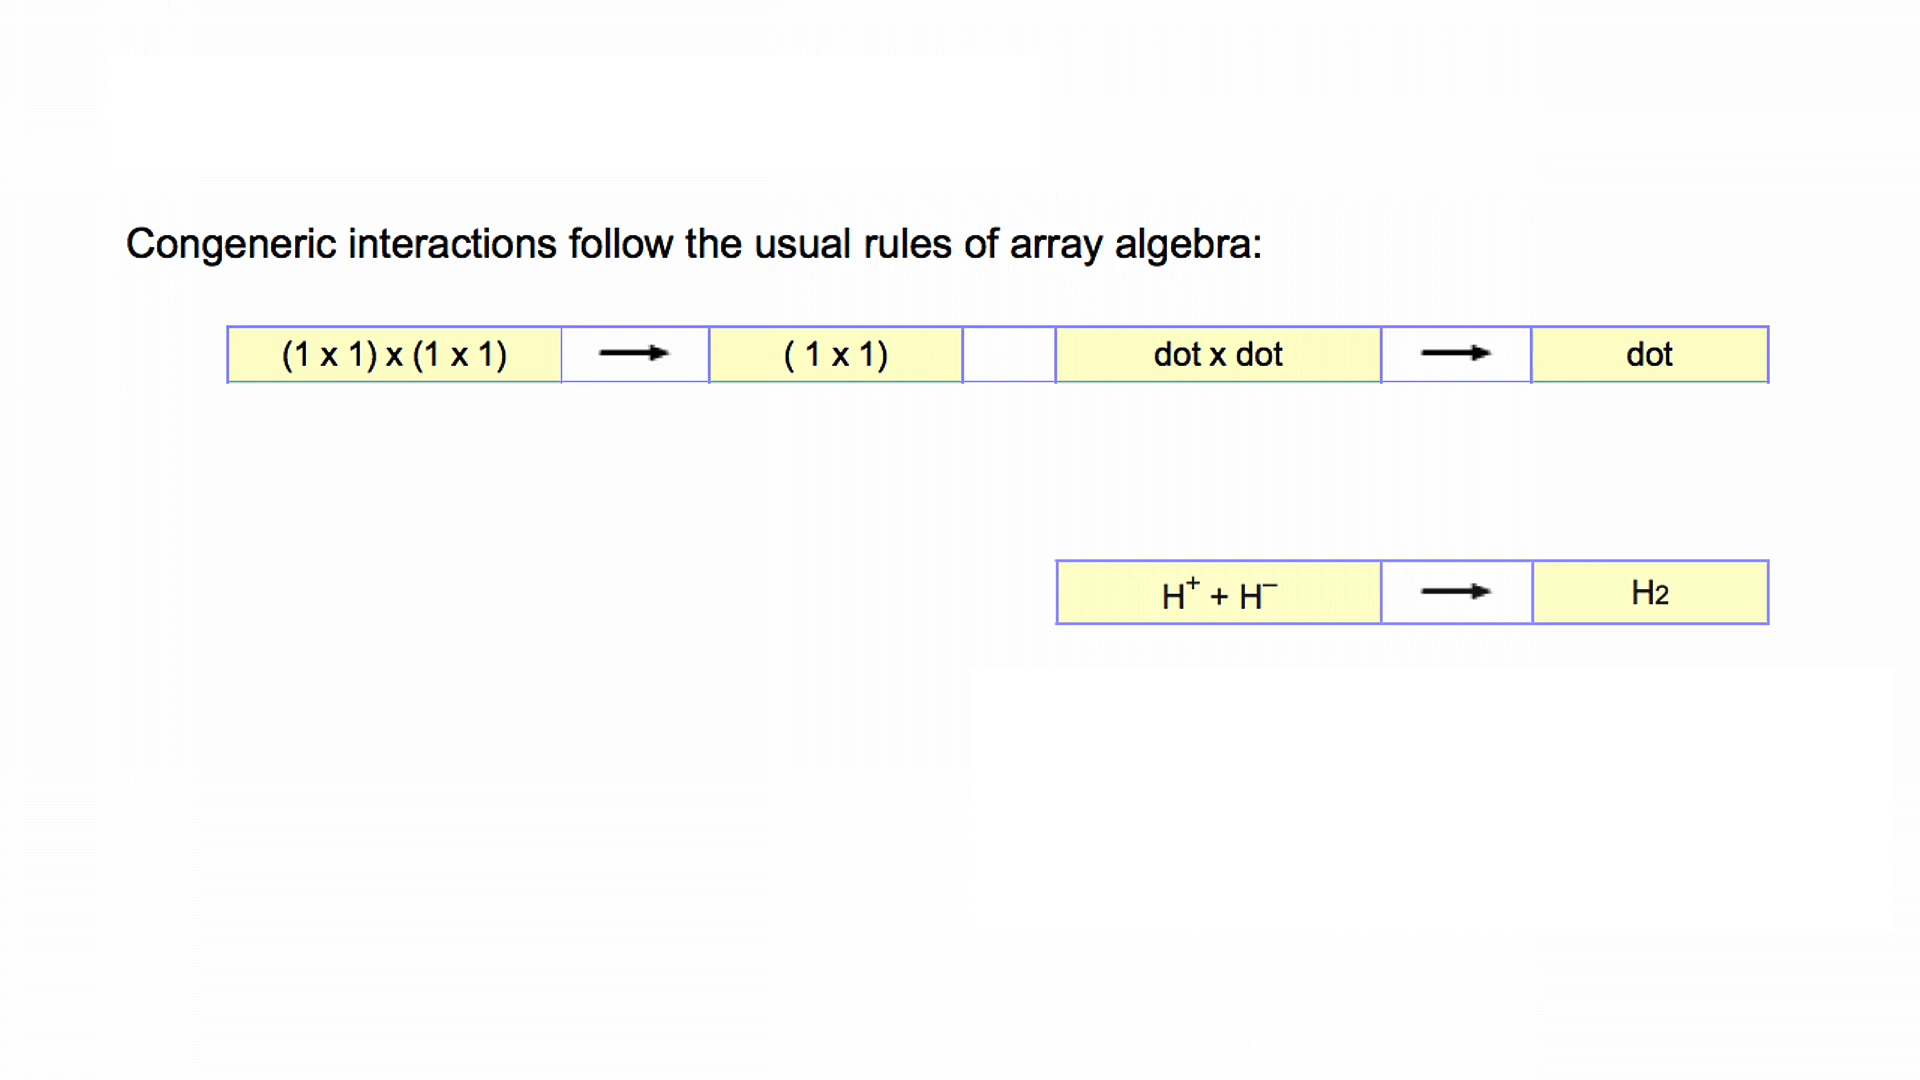 Congeneric interactions follow the usual rules of array algebra:
(1 x 1) x (1 x 1) → ( 1 x 1) dot x dot → dot
H⁺ + H⁻ → H2